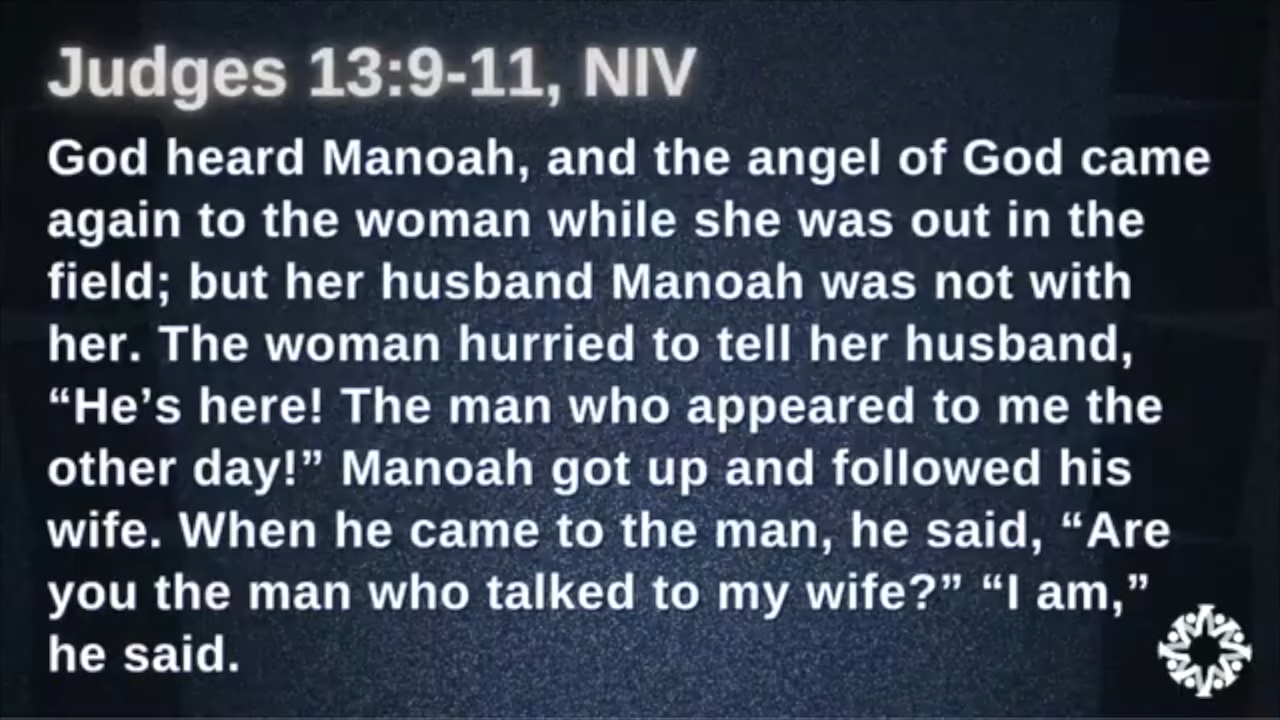 Judges 13:9-11, NIV
God heard Manoah, and the angel of God came
again to the woman while she was out in the
field; but her husband Manoah was not with
her. The woman hurried to tell her husband,
“He’s here! The man who appeared to me the
other day!” Manoah got up and followed his
wife. When he came to the man, he said, “Are
you the man who talked to my wife?” “I am,”
he said.